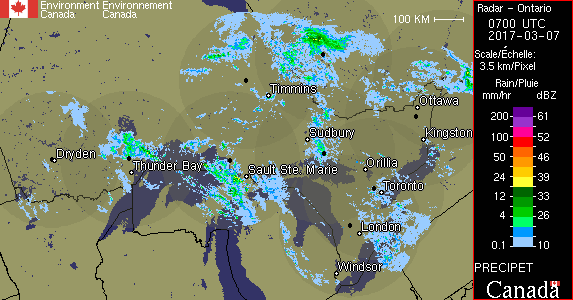 Environment Environnement
Canada Canada
100 KM
Timmins
Ottawa
Sudbury
Kingston
Dryden
Thunder Bay
Sault Ste. Marie
Orillia
Toronto
London
Windsor
Radar - Ontario
0700 UTC
2017-03-07
Scale/Échelle:
3.5 km/Pixel
Rain/Pluie
mm/hr dBZ
200 61
100 52
50 46
24 39
12 33
4 26
0.1 10
PRECIPET
Canada